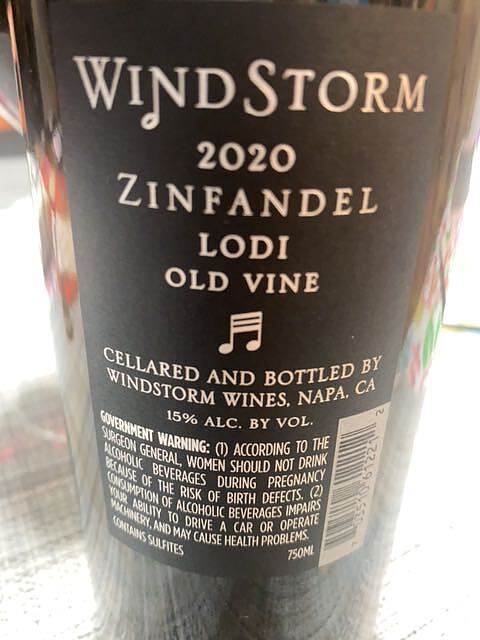 WINDSTORM
2020
ZINFANDEL
LODI
OLD VINE
CELLARED AND BOTTLED BY
WINDSTORM WINES, NAPA, CA
15% ALC. BY VOL.
GOVERNMENT WARNING: (1) ACCORDING TO THE
SURGEON GENERAL, WOMEN SHOULD NOT DRINK
ALCOHOLIC BEVERAGES DURING PREGNANCY
BECAUSE OF THE RISK OF BIRTH DEFECTS. (2)
CONSUMPTION OF ALCOHOLIC BEVERAGES IMPAIRS
YOUR ABILITY TO DRIVE A CAR OR OPERATE
MACHINERY, AND MAY CAUSE HEALTH PROBLEMS.
CONTAINS SULFITES
750ML